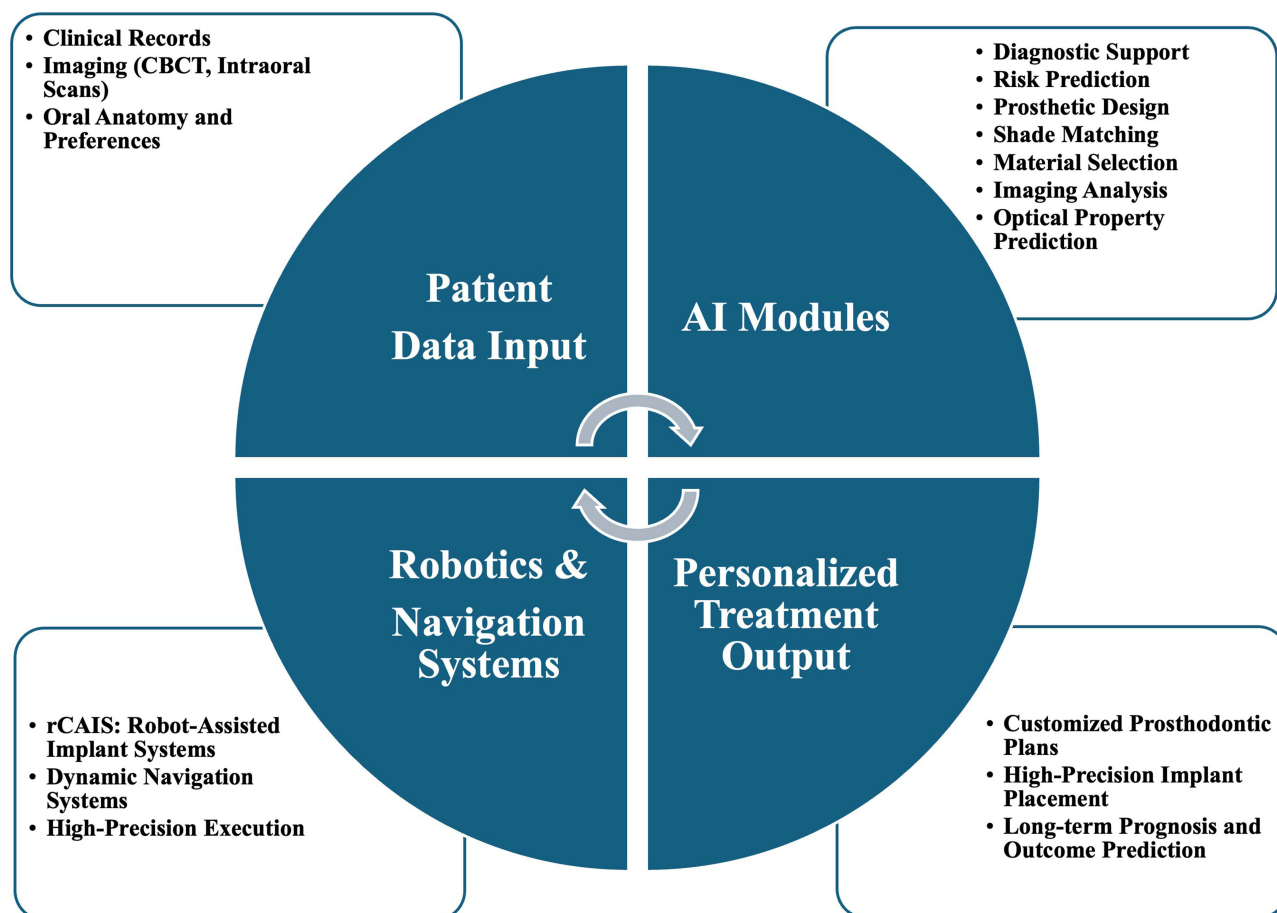 • Clinical Records
• Imaging (CBCT, Intraoral
Scans)
• Oral Anatomy and
Preferences
• Diagnostic Support
• Risk Prediction
• Prosthetic Design
• Shade Matching
• Material Selection
• Imaging Analysis
• Optical Property
Prediction
Patient
Data Input
AI Modules
Robotics &
Navigation
Systems
Personalized
Treatment
Output
• rCAIS: Robot-Assisted
Implant Systems
• Dynamic Navigation
Systems
• High-Precision Execution
• Customized Prosthodontic
Plans
• High-Precision Implant
Placement
• Long-term Prognosis and
Outcome Prediction